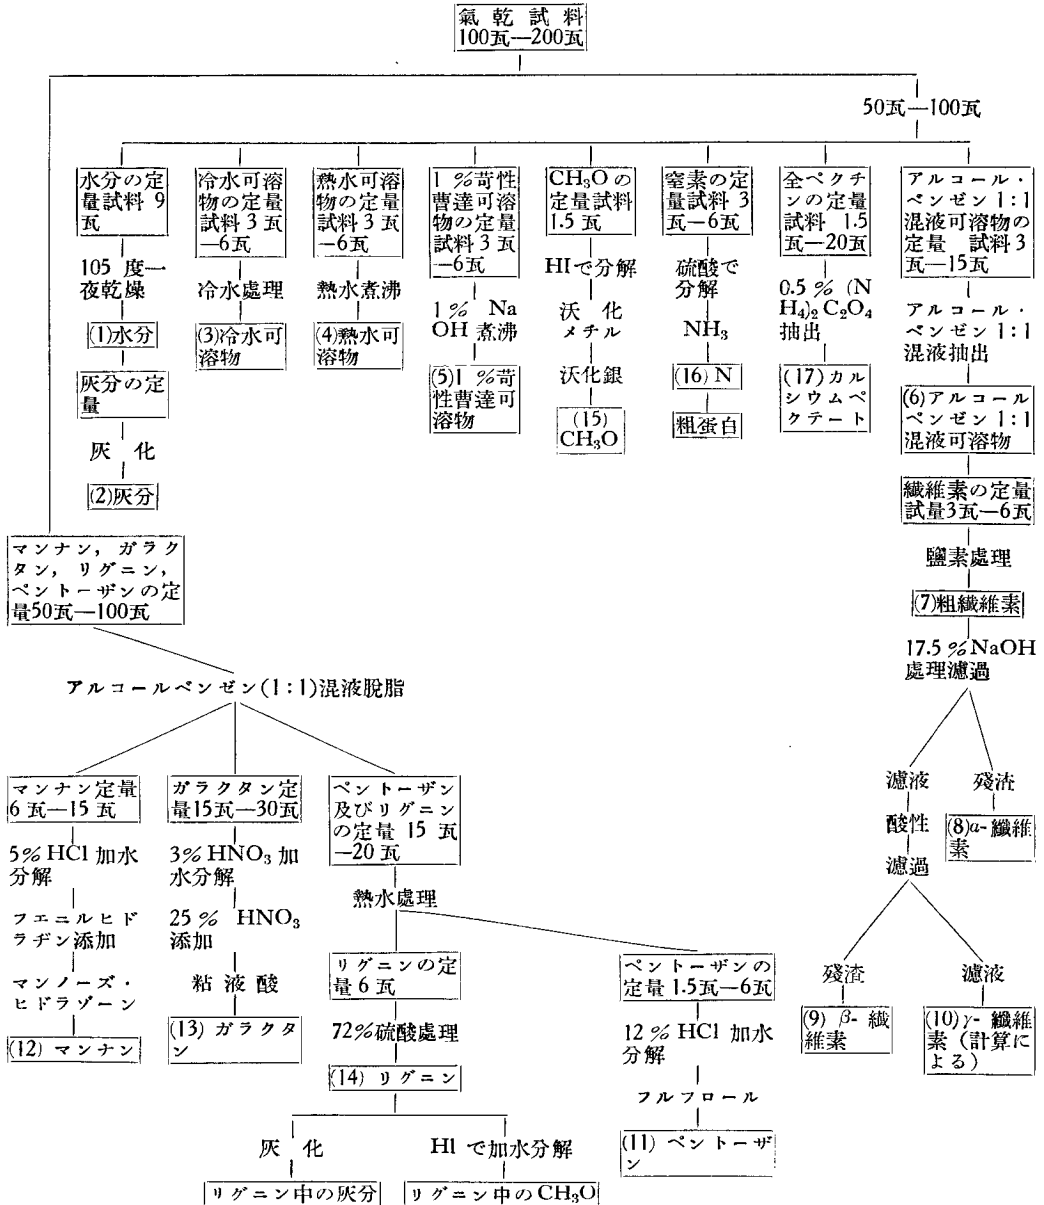 氣乾試料
100瓦—200瓦
50瓦—100瓦
水分の定
量試料 9
瓦
105 度一
夜乾燥
(1)水分
灰分の定
量
灰 化
(2)灰分
冷水可溶
物の定量
試料 3 瓦
—6瓦
冷水處理
(3)冷水可
溶物
熱水可溶
物の定量
試料 3 瓦
—6瓦
熱水煮沸
(4)熱水可
溶物
1 %苛性
曹達可溶
物の定量
試料 3 瓦
—6瓦
1% Na
OH 煮沸
(5)1 %苛
性曹達可
溶物
CH₃O の
定量試料
1.5 瓦
HIで分解
沃 化
メチル
沃化銀
(15)
CH₃O
窒素の定
量試料 3
瓦—6瓦
硫酸で
分解
NH₃
(16) N
粗蛋白
全ペクチ
ンの定量
試料 1.5
瓦—20瓦
0.5 % (N
H₄)₂ C₂O₄
抽出
(17) カル
シウムペ
クテート
アルコール・
ベンゼン 1:1
混液可溶物の
定量 試料3
瓦—15瓦
アルコール・
ベンゼン 1:1
混液抽出
(6)アルコール
ベンゼン 1:1
混液可溶物
纖維素の定量
試量3瓦—6瓦
鹽素處理
(7)粗纖維素
17.5 %NaOH
處理濾過
濾液
酸性
濾過
殘渣
(8)α-纖維
素
殘渣
(9) β- 纖
維素
濾液
(10)γ- 纖維
素 (計算に
よる)
マンナン, ガラク
タン, リグニン,
ペントーザンの定
量50瓦—100瓦
アルコールベンゼン(1:1)混液脱脂
マンナン定量
6 瓦—15 瓦
5%HCl 加水
分解
フエニルヒド
ラヂン添加
マンノーズ・
ヒドラゾーン
(12) マンナン
ガラクタン定
量15瓦—30瓦
3%HNO₃ 加
水分解
25 % HNO₃
添加
粘 液 酸
(13) ガラクタ
ン
ペントーザン
及びリグニン
の定量 15 瓦
—20 瓦
熱水處理
リグニンの定
量 6 瓦
72%硫酸處理
(14) リグニン
灰 化
リグニン中の灰分
HI で加水分解
リグニン中の CH₃O
ペントーザンの
定量 1.5瓦—6瓦
12 % HCl 加水
分解
フルフロール
(11) ペントーザ
ン